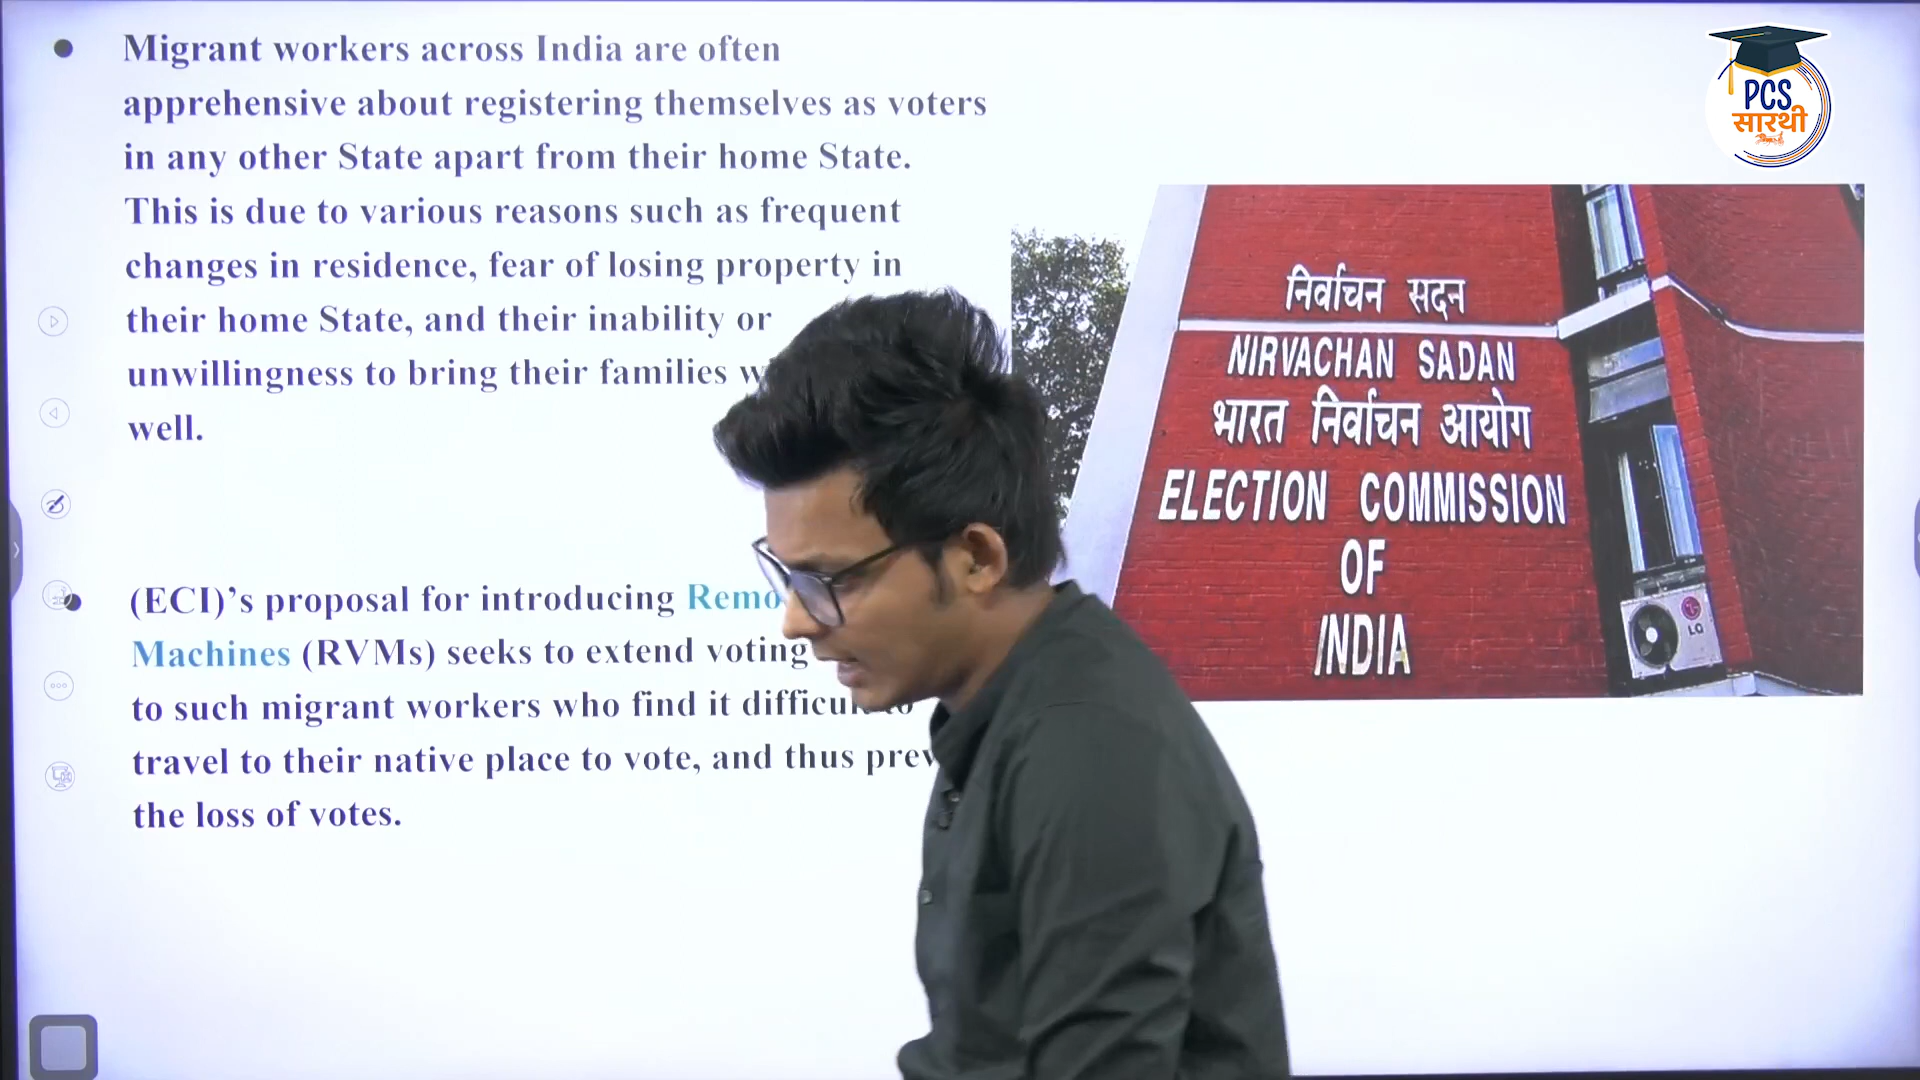 Migrant workers across India are often
apprehensive about registering themselves as voters
in any other State apart from their home State.
This is due to various reasons such as frequent
changes in residence, fear of losing property in
their home State, and their inability or
unwillingness to bring their families
well.
(ECI)’s proposal for introducing
Machines (RVMs) seeks to extend voting
to such migrant workers who find it difficult to
travel to their native place to vote, and thus
the loss of votes.
PCS
सारथी
निर्वाचन सदन
NIRVACHAN SADAN
भारत निर्वाचन आयोग
ELECTION COMMISSION
OF
INDIA
LG